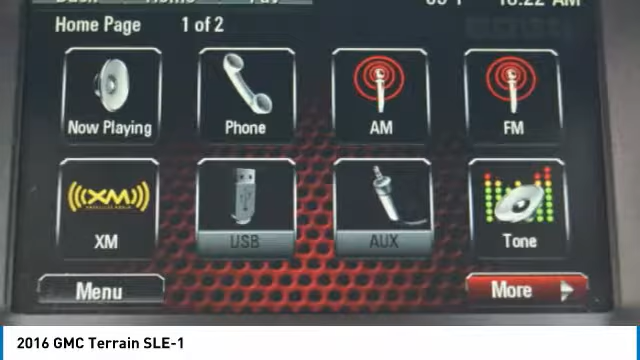 Home Page 1 of 2
Now Playing Phone AM FM
XM USB AUX Tone
Menu More
2016 GMC Terrain SLE-1